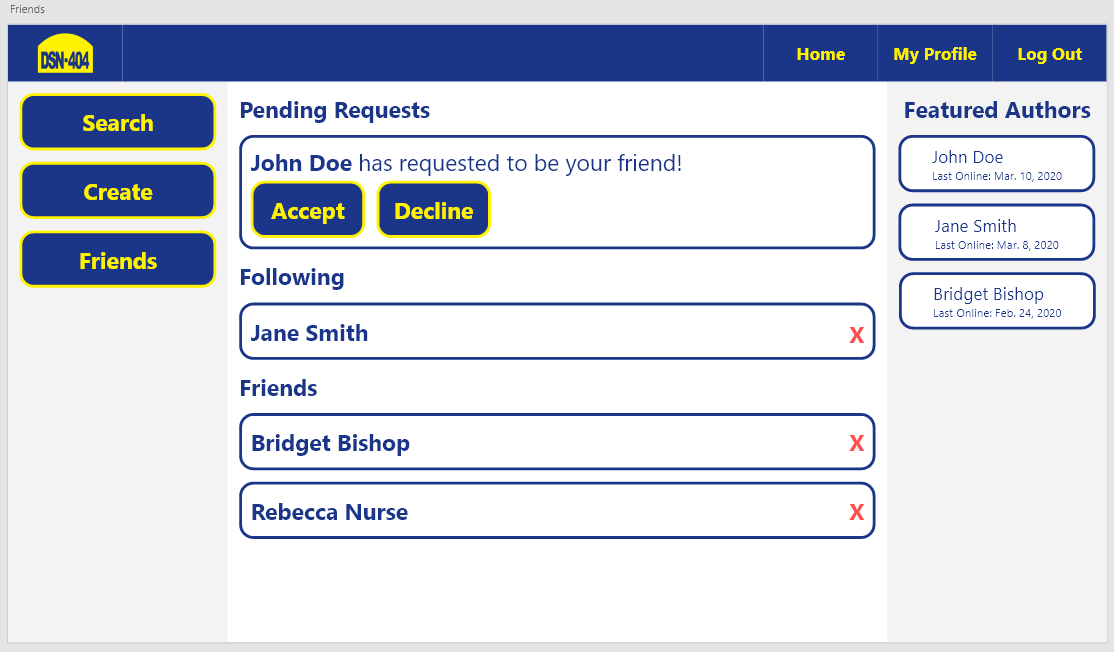 Friends
DSN-404
Home
My Profile
Log Out
Search
Create
Friends
Pending Requests
John Doe has requested to be your friend!
Accept
Decline
Following
Jane Smith
X
Friends
Bridget Bishop
X
Rebecca Nurse
X
Featured Authors
John Doe
Last Online: Mar. 10, 2020
Jane Smith
Last Online: Mar. 8, 2020
Bridget Bishop
Last Online: Feb. 24, 2020